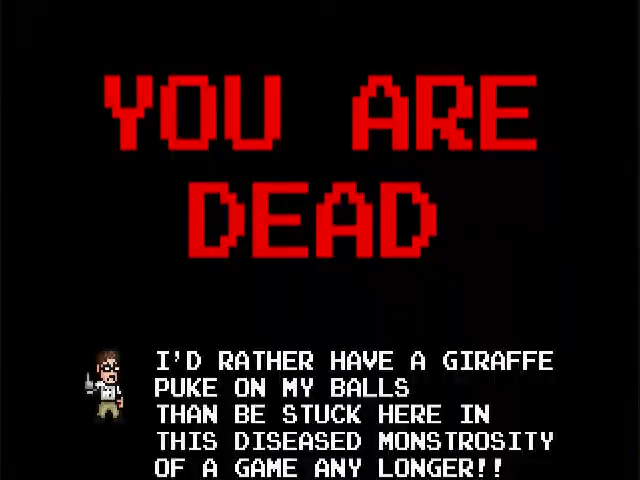 YOU ARE
DEAD
I'D RATHER HAVE A GIRAFFE
PUKE ON MY BALLS
THAN BE STUCK HERE IN
THIS DISEASED MONSTROSITY
OF A GAME ANY LONGER!!